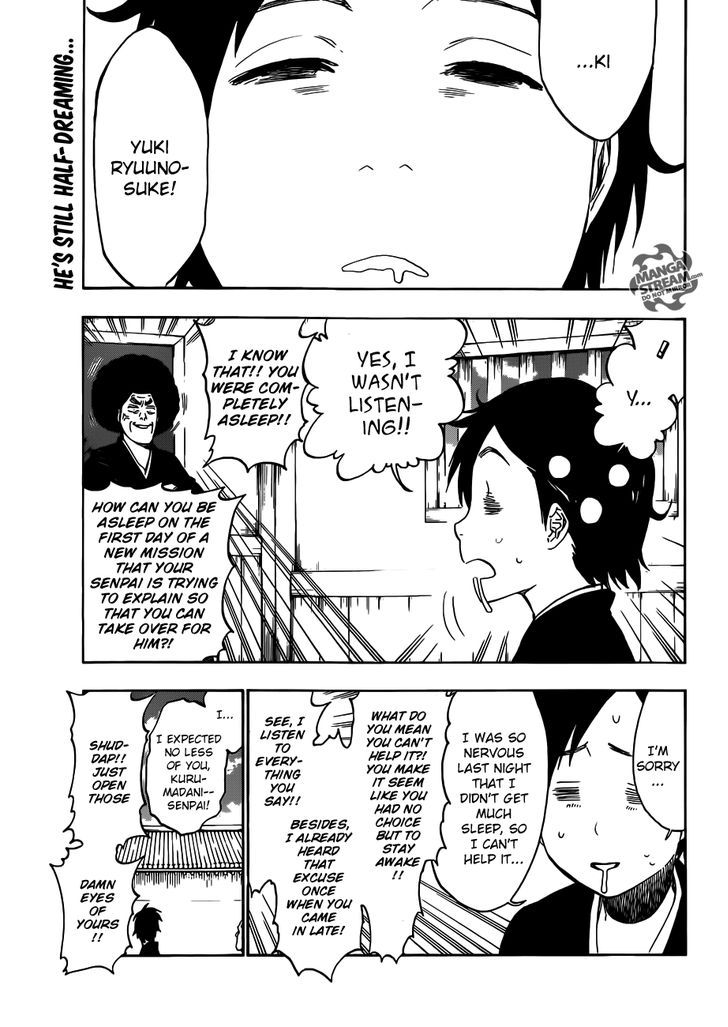 ...KI
YUKI
RYUUNO-
SUKE!
HE'S STILL HALF-DREAMING...
MANGA
STREAM.com
Y...
YES, I
WASN'T
LISTEN-
ING!!
I KNOW
THAT!! YOU
WERE COM-
PLETELY
ASLEEP!!
HOW CAN YOU BE
ASLEEP ON THE
FIRST DAY OF A
NEW MISSION
THAT YOUR
SENPAI IS TRYING
TO EXPLAIN SO
THAT YOU CAN
TAKE OVER FOR
HIM?!
I'M
SORRY...
I WAS SO
NERVOUS
LAST NIGHT THAT
I DIDN'T GET
MUCH
SLEEP, SO I
CAN'T HELP
IT...
WHAT DO
YOU MEAN
YOU CAN'T
HELP IT?!
YOU MAKE
IT SEEM
LIKE YOU
HAD NO
CHOICE
BUT TO
STAY
AWAKE
!!
SEE, I
LISTEN
TO
EVERY-
THING
YOU
SAY!!
BESIDES,
I ALREADY
HEARD
THAT
EXCUSE
ONCE
WHEN YOU
CAME
IN LATE!
I...
I EXPECTED
NO LESS
OF YOU,
KURU-
MADANI--
SENPAI!
SHUD-
DAP!!
JUST
OPEN
THOSE
DAMN
EYES
OF
YOURS
!!